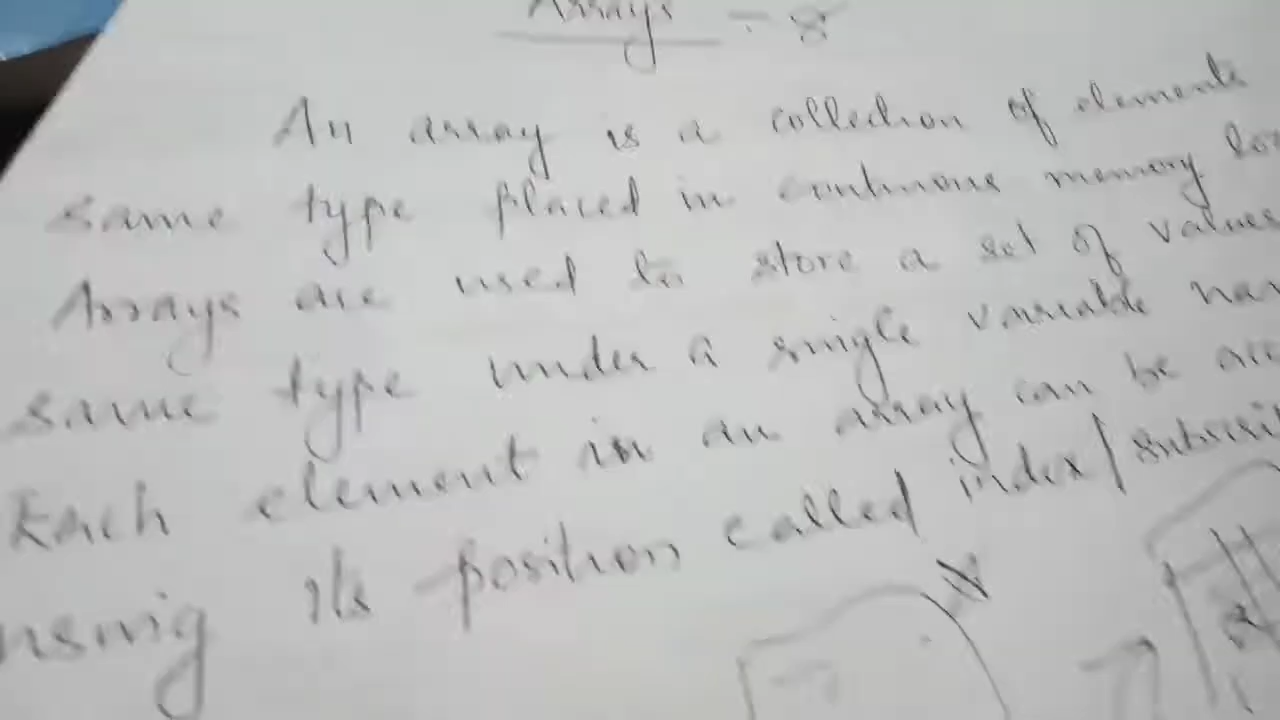 Arrays - 8
An array is a collection of elements
same type placed in continuous memory
Arrays are used to store a set of values
same type under a single variable
Each element in an array can be
using its position called index/